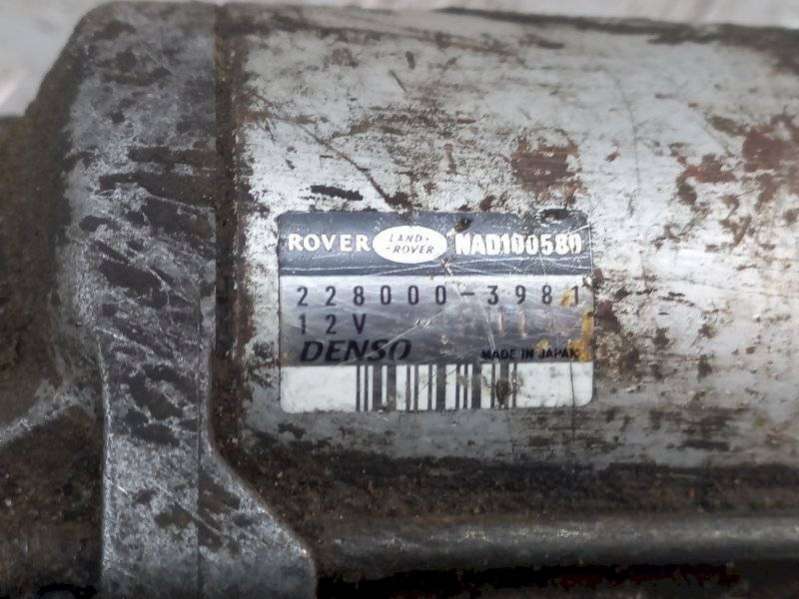 ROVER LAND-ROVER NAD100580
228000-3981
12V
DENSO MADE IN JAPAN